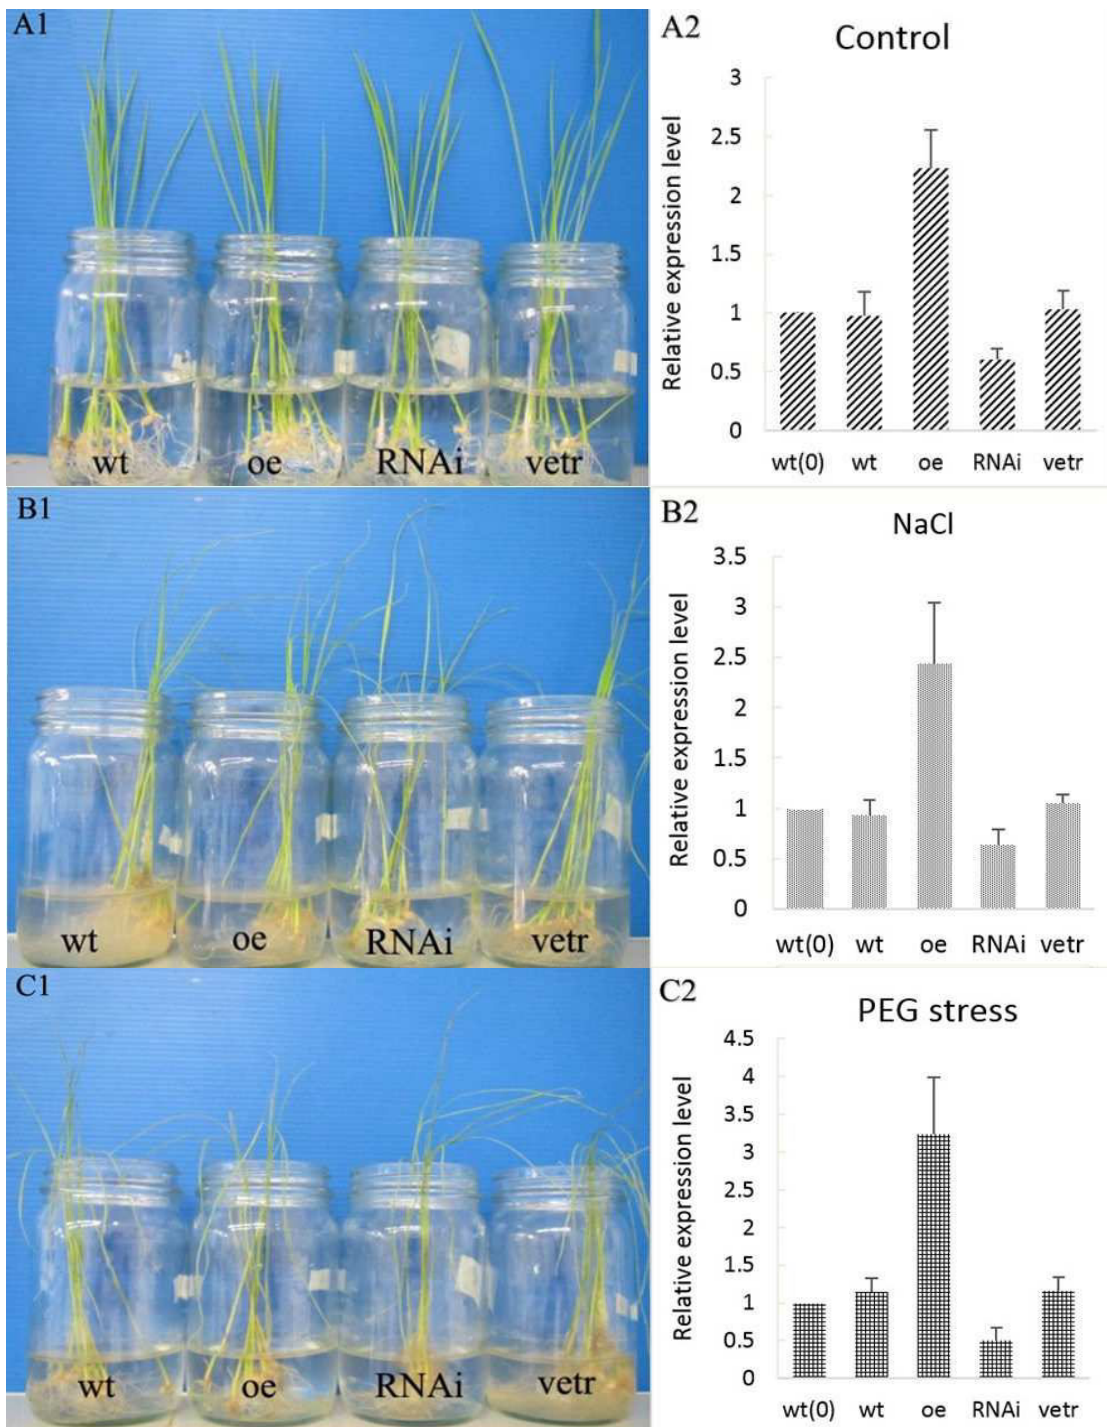 A1
wt oe RNAi vetr
A2
Control
Relative expression level
3
2.5
2
1.5
1
0.5
0
wt(0) wt oe RNAi vetr
B1
wt oe RNAi vetr
B2
NaCl
Relative expression level
3.5
3
2.5
2
1.5
1
0.5
0
wt(0) wt oe RNAi vetr
C1
wt oe RNAi vetr
C2
PEG stress
Relative expression level
4.5
4
3.5
3
2.5
2
1.5
1
0.5
0
wt(0) wt oe RNAi vetr